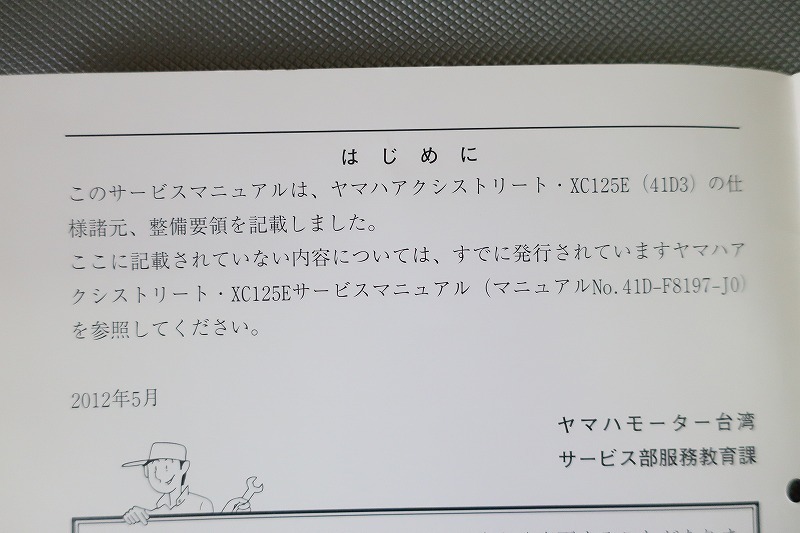 はじめに
このサービスマニュアルは、ヤマハアクシストリート・XC125E（41D3）の仕
様諸元、整備要領を記載しました。
ここに記載されていない内容については、すでに発行されていますヤマハア
クシストリート・XC125Eサービスマニュアル（マニュアルNo.41D-F8197-J0）
を参照してください。
2012年5月
ヤマハモーター台湾
サービス部服務教育課